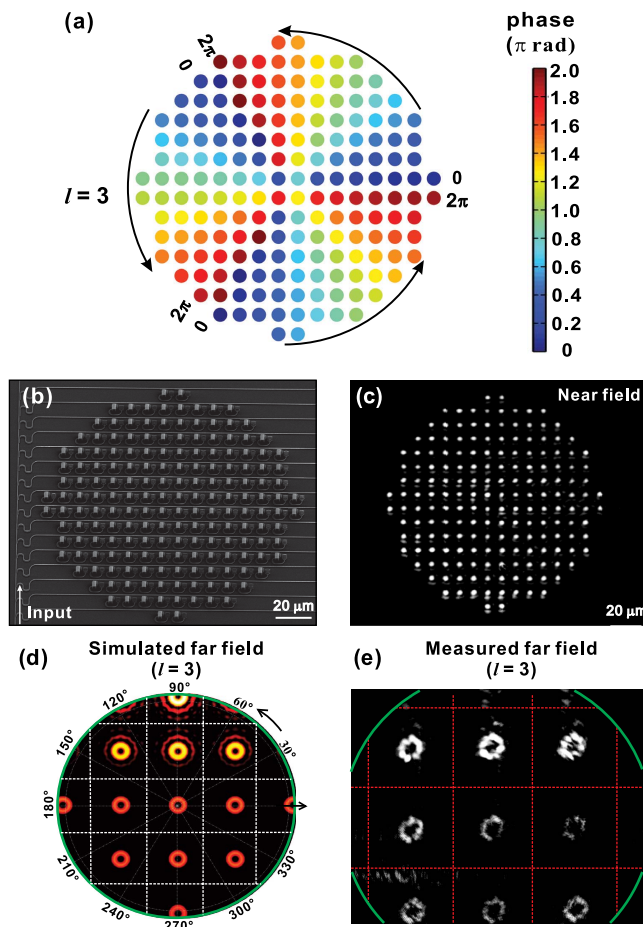 (a)
phase
(π rad)
2π
0
2.0
1.8
1.6
1.4
1.2
1.0
0.8
0.6
0.4
0.2
0
0
2π
l = 3
2π
0
(b)
Input
20 μm
(c)
Near field
20 μm
(d)
Simulated far field
(l = 3)
90°
120°
60°
150°
30°
180°
210°
330°
240°
300°
270°
(e)
Measured far field
(l = 3)